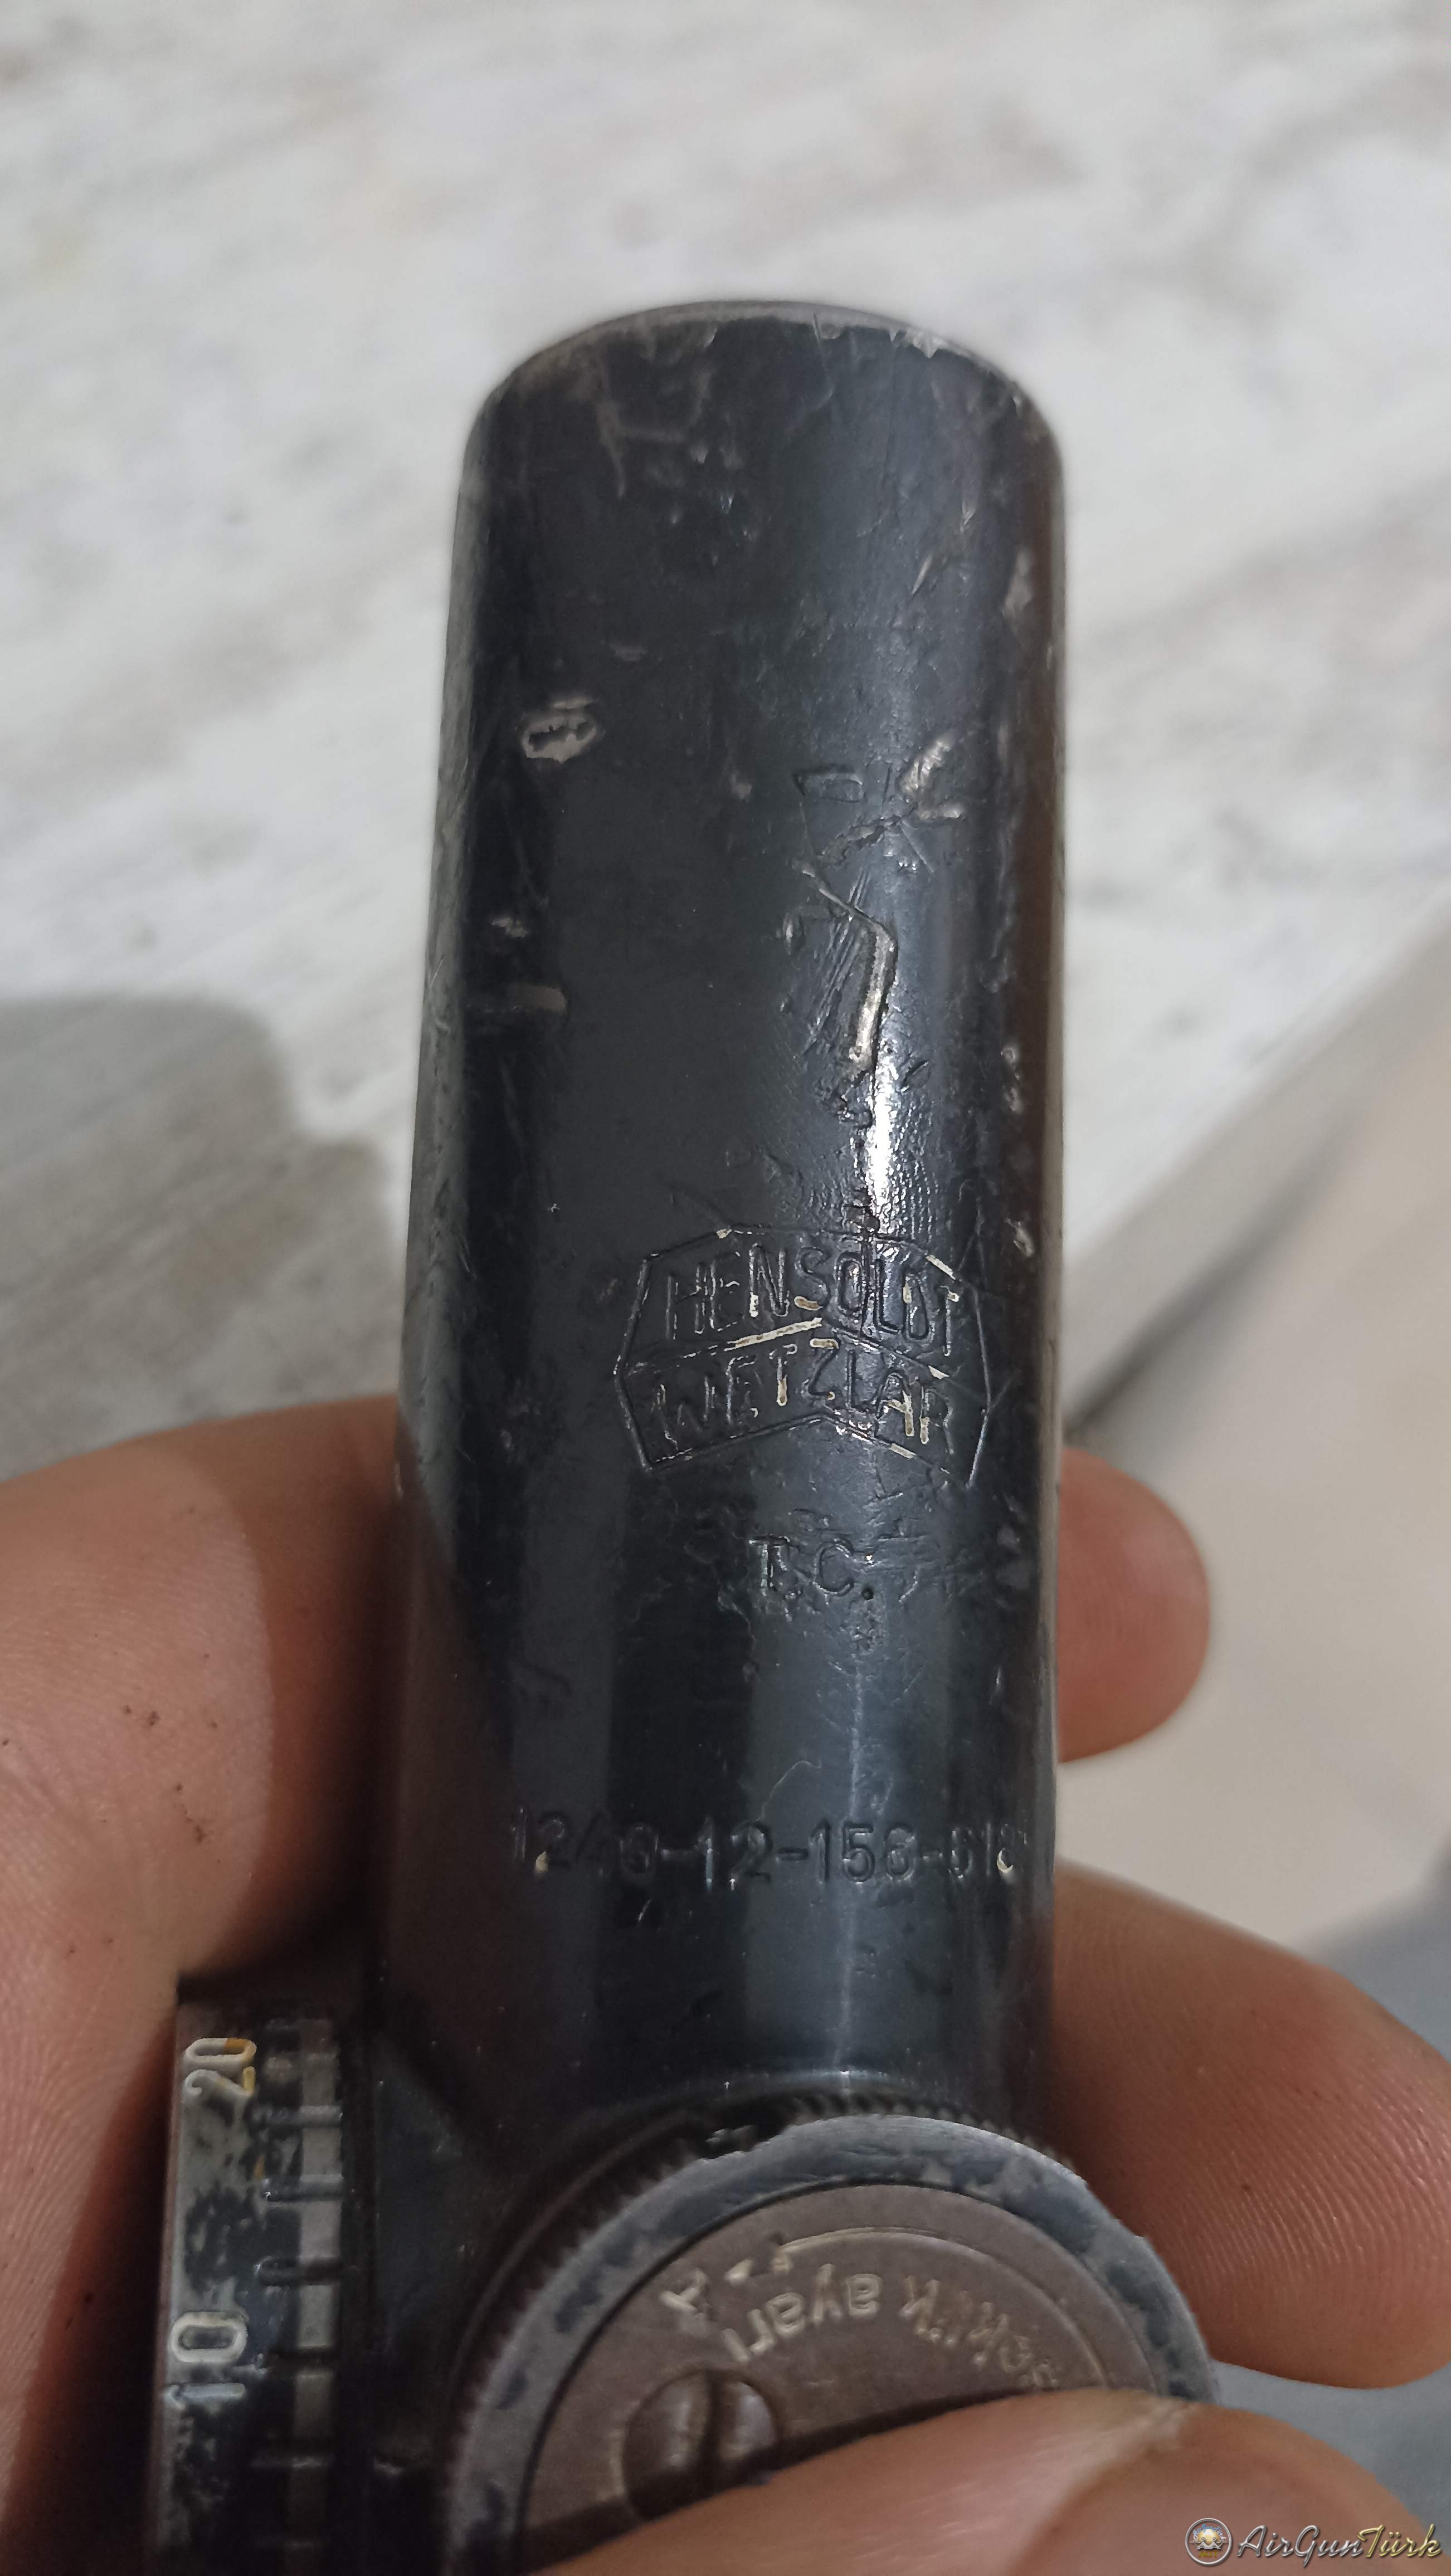 HENSOLDT
WETZLAR
T.C.
1240-12-156-618
20
10
ayarı A
AirGunTürk